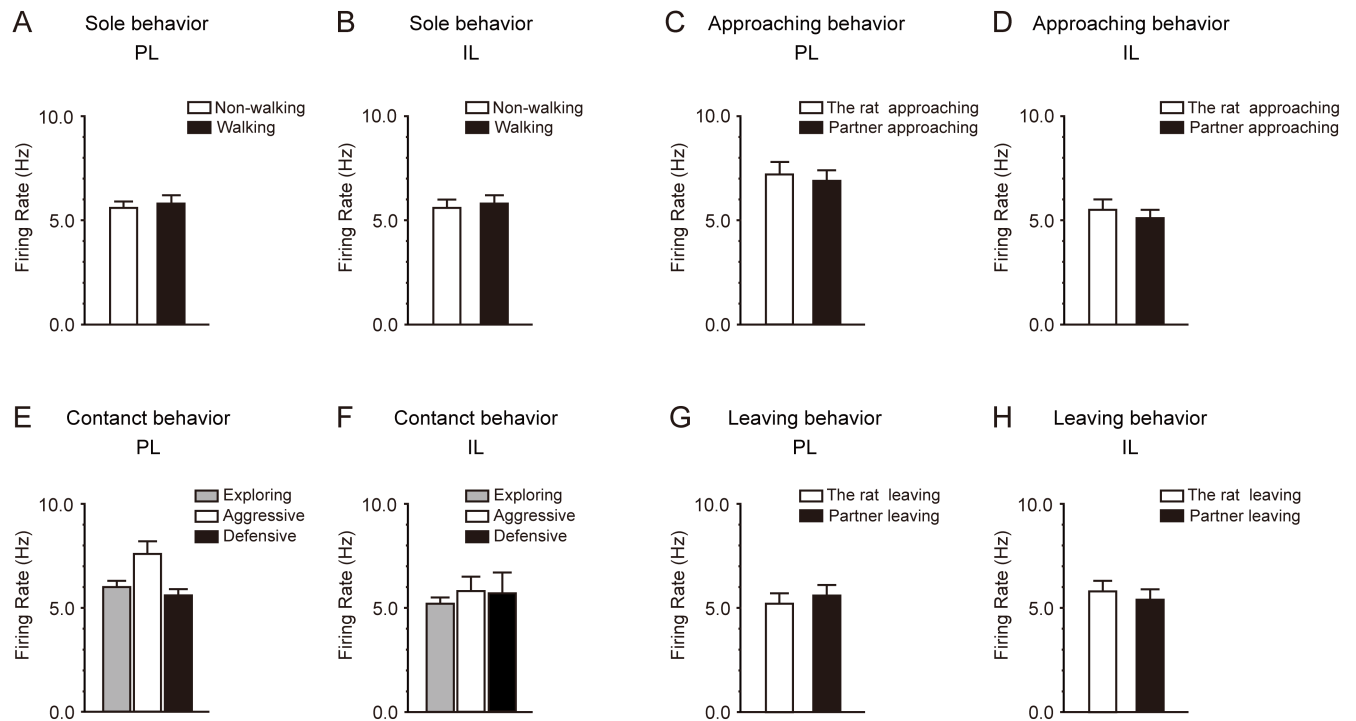 A Sole behavior
PL
Non-walking
Walking
10.0
5.0
0.0
Firing Rate (Hz)
B Sole behavior
IL
Non-walking
Walking
10.0
5.0
0.0
Firing Rate (Hz)
C Approaching behavior
PL
The rat approaching
Partner approaching
10.0
5.0
0.0
Firing Rate (Hz)
D Approaching behavior
IL
The rat approaching
Partner approaching
10.0
5.0
0.0
Firing Rate (Hz)
E Contanct behavior
PL
Exploring
Aggressive
Defensive
10.0
5.0
0.0
Firing Rate (Hz)
F Contanct behavior
IL
Exploring
Aggressive
Defensive
10.0
5.0
0.0
Firing Rate (Hz)
G Leaving behavior
PL
The rat leaving
Partner leaving
10.0
5.0
0.0
Firing Rate (Hz)
H Leaving behavior
IL
The rat leaving
Partner leaving
10.0
5.0
0.0
Firing Rate (Hz)